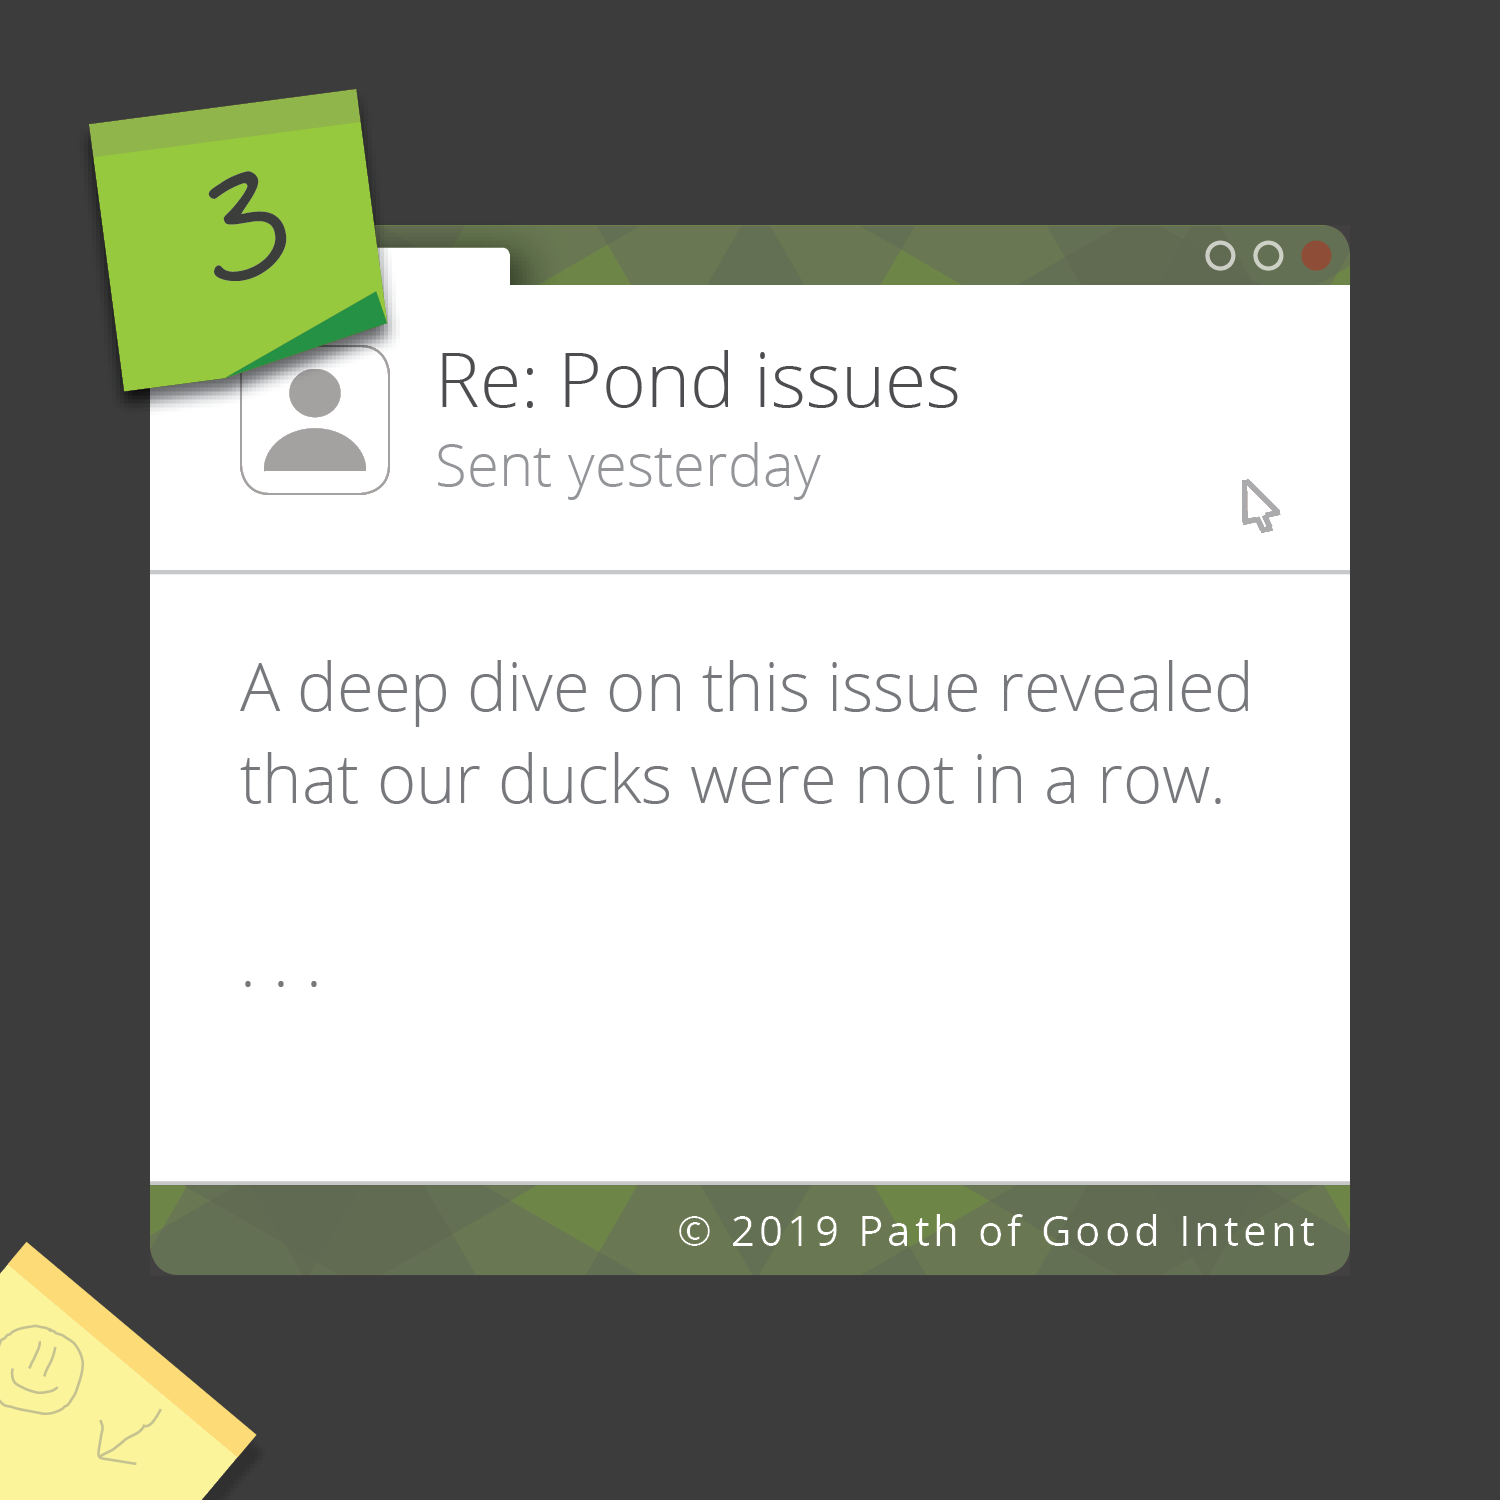 3
Re: Pond issues
Sent yesterday
A deep dive on this issue revealed
that our ducks were not in a row.
. . .
© 2019 Path of Good Intent